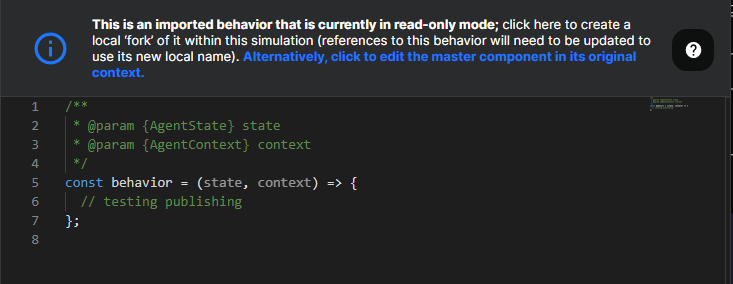 This is an imported behavior that is currently in read-only mode; click here to create a
local 'fork' of it within this simulation (references to this behavior will need to be updated to
use its new local name). Alternatively, click to edit the master component in its original
context.
?
1 /**
2  * @param {AgentState} state
3  * @param {AgentContext} context
4  */
5 const behavior = (state, context) => {
6   // testing publishing
7 };
8